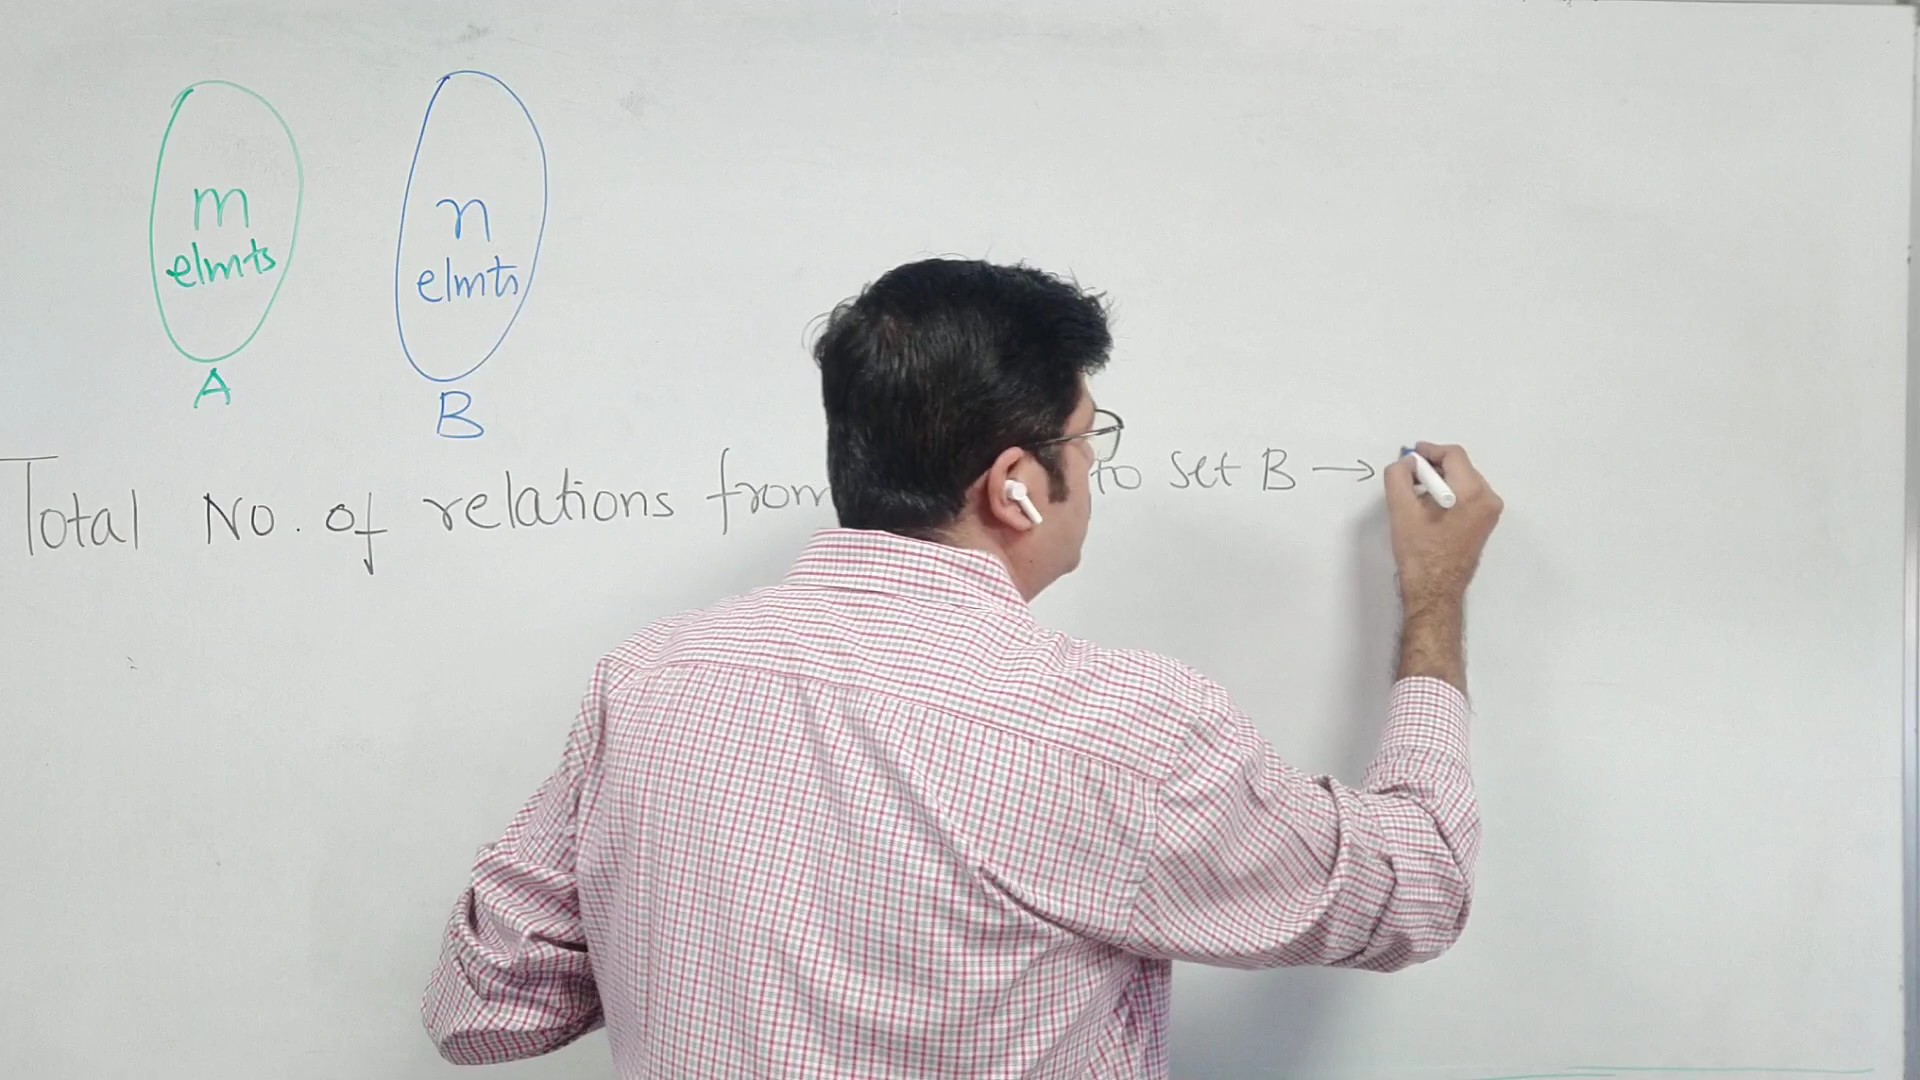 m
elmts
A
n
elmts
B
Total No. of relations from to set B →